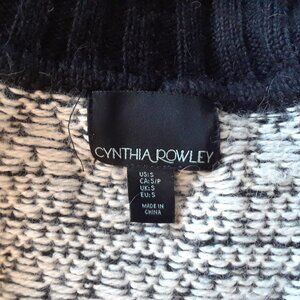 CYNTHIA ROWLEY
US:S
CA:S/P
UK:S
EU:S
MADE IN
CHINA